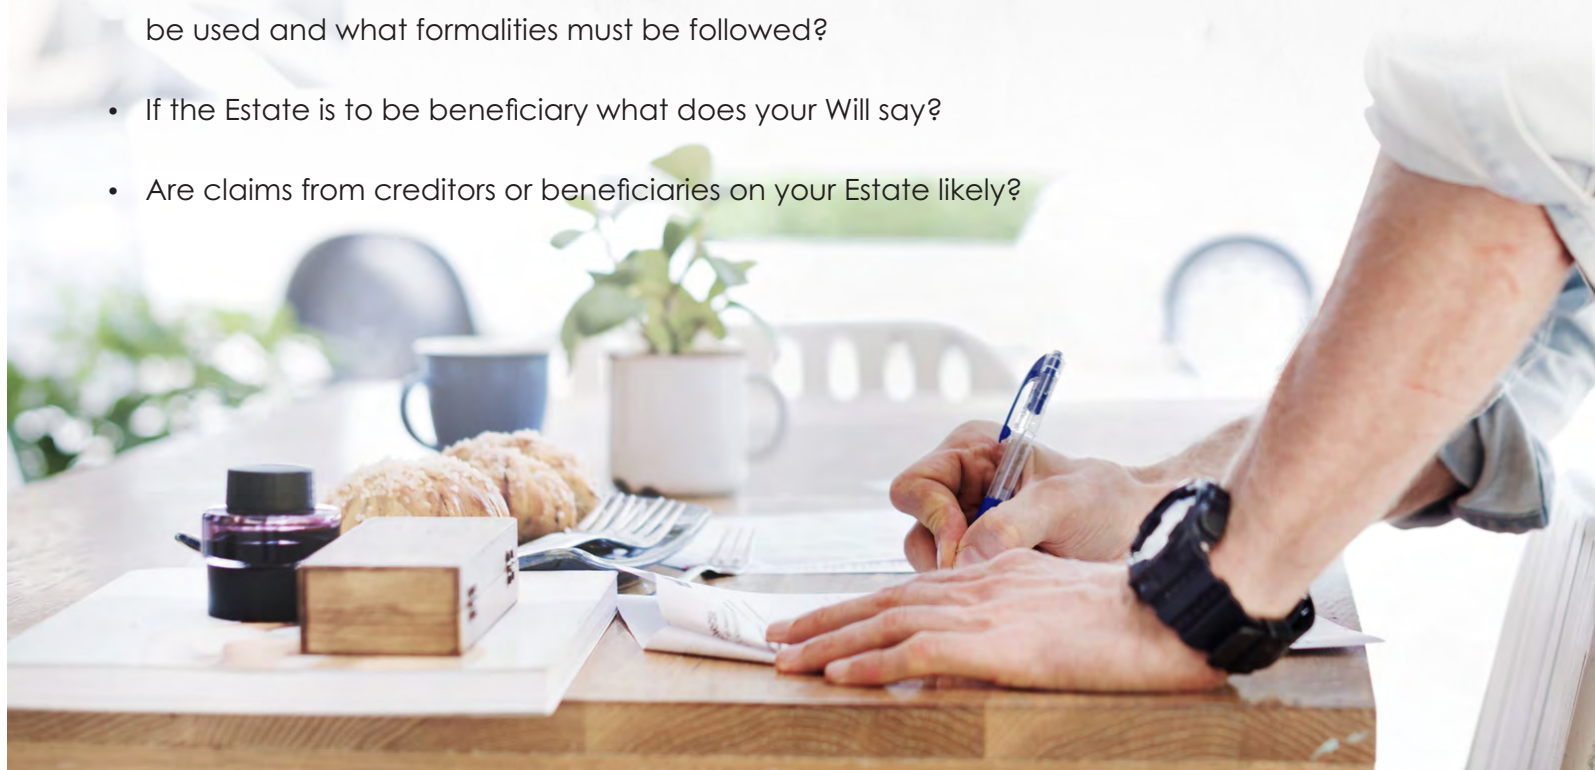 be used and what formalities must be followed?
• If the Estate is to be beneficiary what does your Will say?
• Are claims from creditors or beneficiaries on your Estate likely?